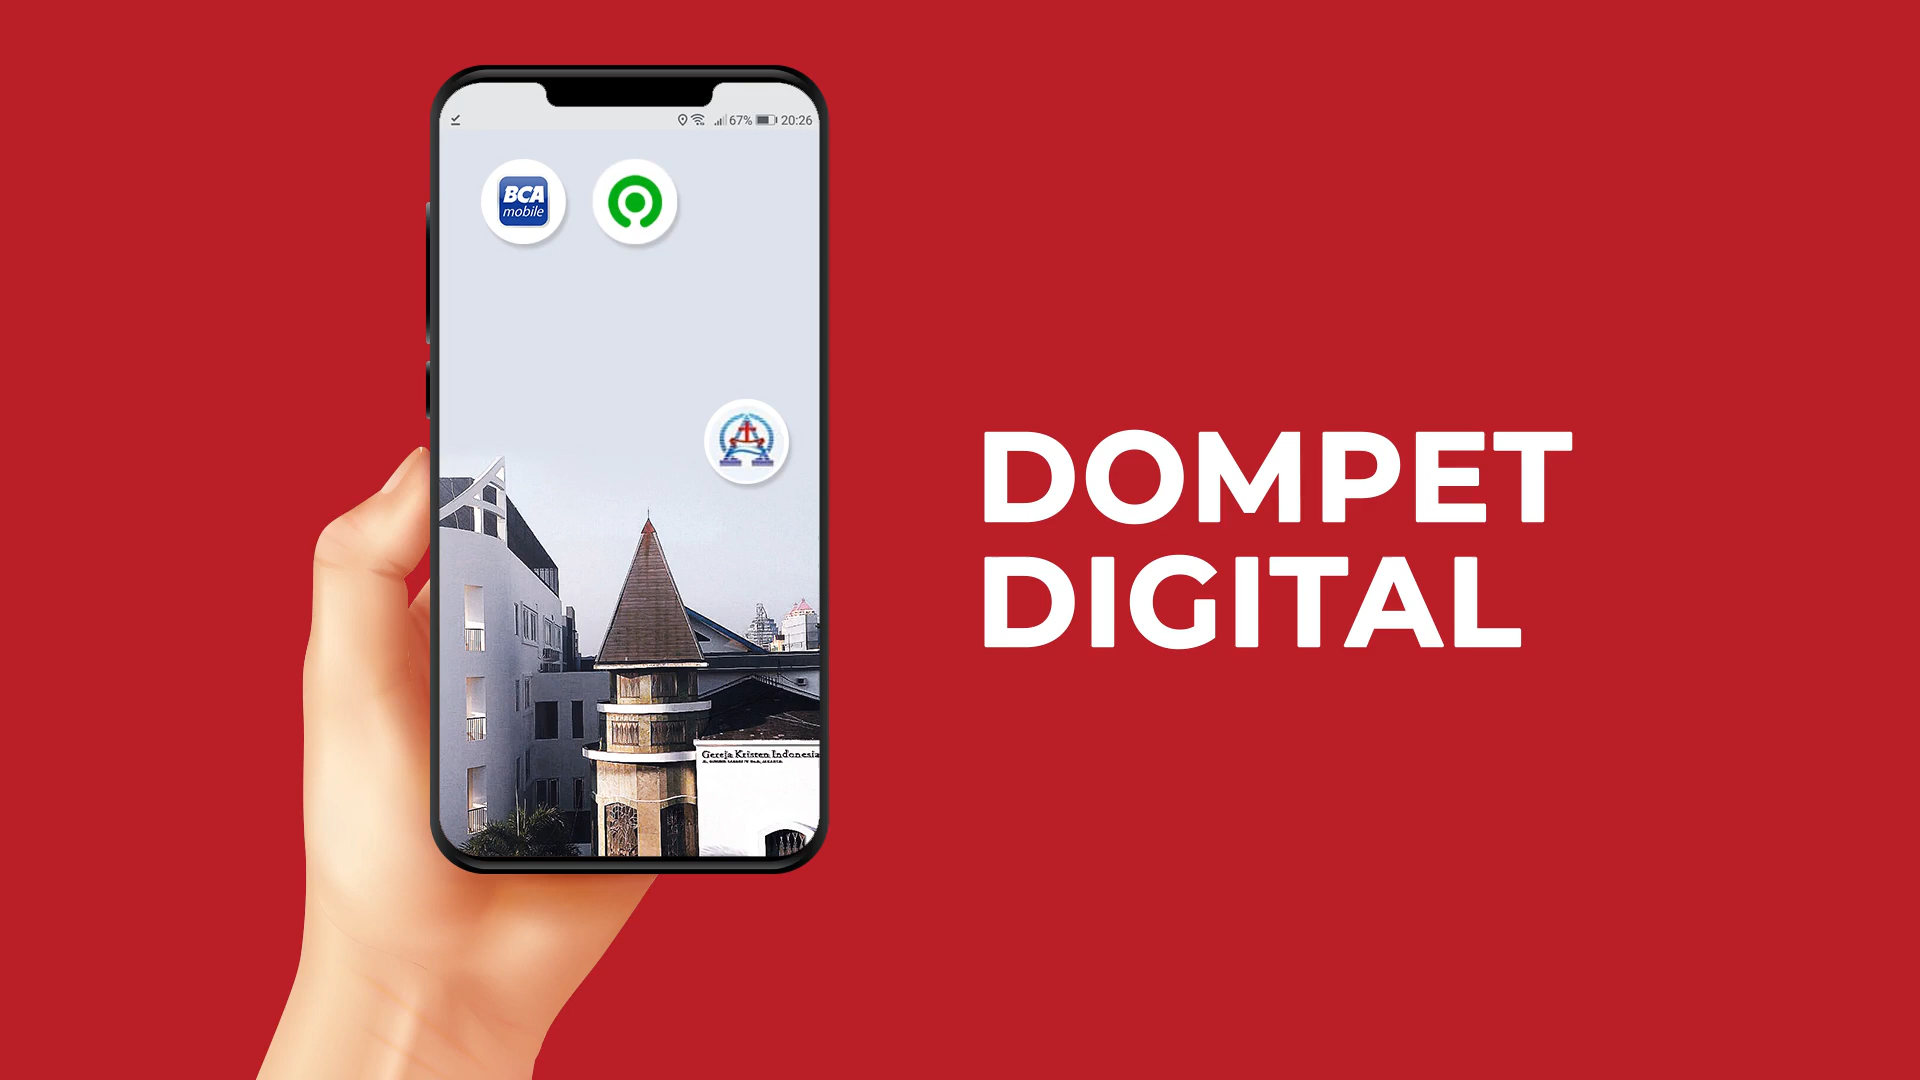 67% 20:26
BCA
mobile
Gereja Kristen Indonesia
DOMPET
DIGITAL